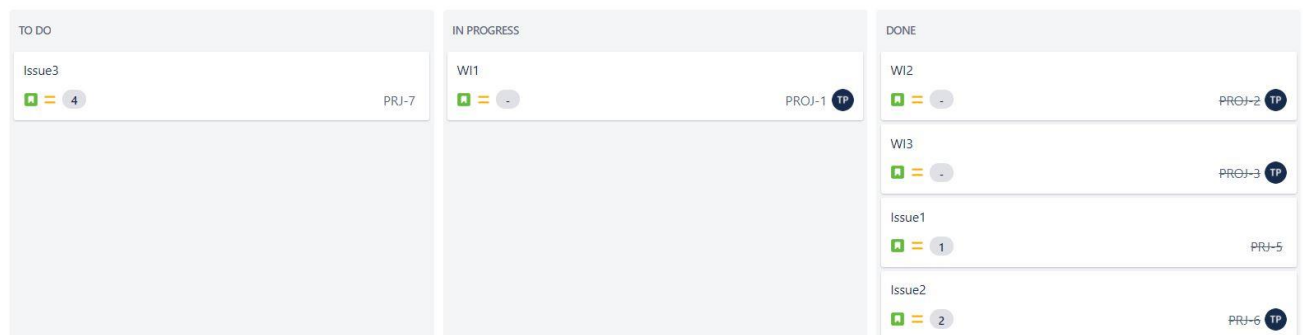 TO DO
Issue3
4
PRJ-7
IN PROGRESS
WI1
-
PROJ-1 TP
DONE
WI2
-
PROJ-2 TP
WI3
-
PROJ-3 TP
Issue1
1
PRJ-5
Issue2
2
PRJ-6 TP